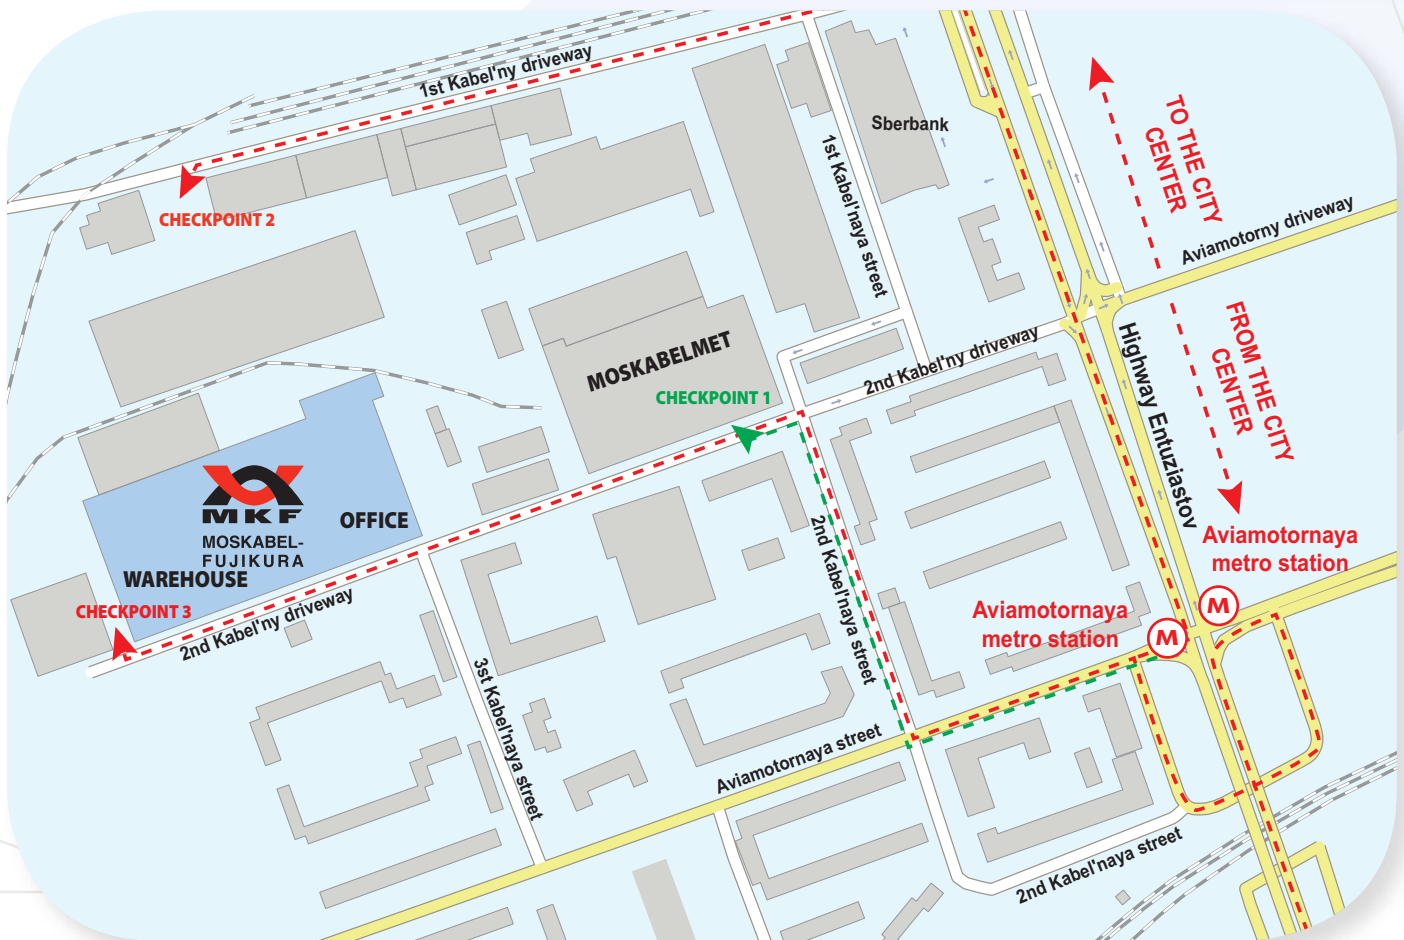 1st Kabel'ny driveway
Sberbank
TO THE CITY
CENTER
1st Kabel'naya street
CHECKPOINT 2
Aviamotorny driveway
FROM THE CITY
CENTER
Highway Entuziastov
MOSKABELMET
2nd Kabel'ny driveway
CHECKPOINT 1
MKF
MOSKABEL-
FUJIKURA
OFFICE
WAREHOUSE
CHECKPOINT 3
2nd Kabel'ny driveway
2nd Kabel'naya street
Aviamotornaya
metro station
M
Aviamotornaya
metro station
M
3st Kabel'naya street
Aviamotornaya street
2nd Kabel'naya street